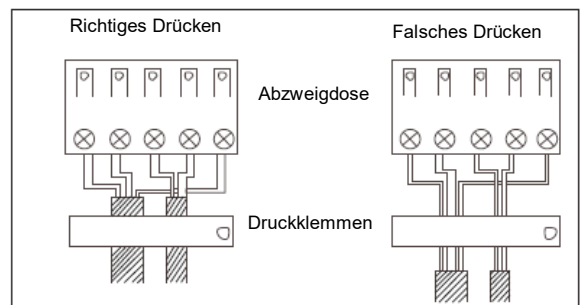 Richtiges Drücken
Falsches Drücken
Abzweigdose
Druckklemmen